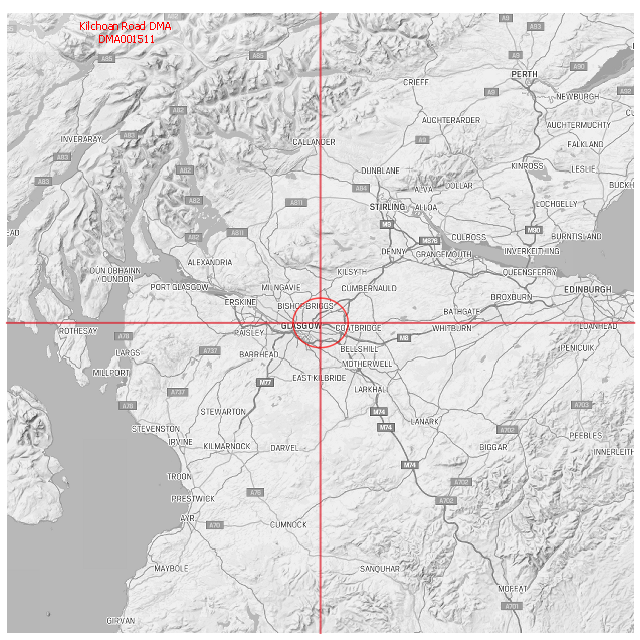 Kilchoan Road DMA
DMA001511
A9
A93
PERTH
A85
A85
A9
A90
CRIEFF
A9
A92
NEWBURGH
A82
AUCHTERARDER
AUCHTERMUCHTY
INVERARAY
A83
CALLANDER
A9
FALKLAND
A83
KINROSS
LESLIE
A82
DUNBLANE
A83
A84
ALVA
DOLLAR
BUCKH
A82
A811
STIRLING
ALLOA
LOCHGELLY
EAD
A82
A811
M9
M90
BURNTISLAND
M876
CULROSS
DENNY
GRANGEMOUTH
INVERKEITHING
ALEXANDRIA
DUN OBHAINN
/DUNOON
KILSYTH
QUEENSFERRY
PORT GLASGOW
MILNGAVIE
CUMBERNAULD
EDINBURGH
ERSKINE
BISHOPBRIGGS
BROXBURN
BATHGATE
ROTHESAY
GLASGOW
COATBRIDGE
WHITBURN
LOANHEAD
A78
PAISLEY
M8
LARGS
A737
BARRHEAD
BELLSHILL
PENICUIK
MOTHERWELL
MILLPORT
M77
EAST KILBRIDE
A737
LARKHALL
A78
STEWARTON
M74
A703
STEVENSTON
M74
LANARK
A702
IRVINE
PEEBLES
KILMARNOCK
DARVEL
BIGGAR
INNERLEITH
M74
TROON
A702
PRESTWICK
A76
A702
AYR
A70
CUMNOCK
MAYBOLE
SANQUHAR
MOFFAT
A701
GIRVAN